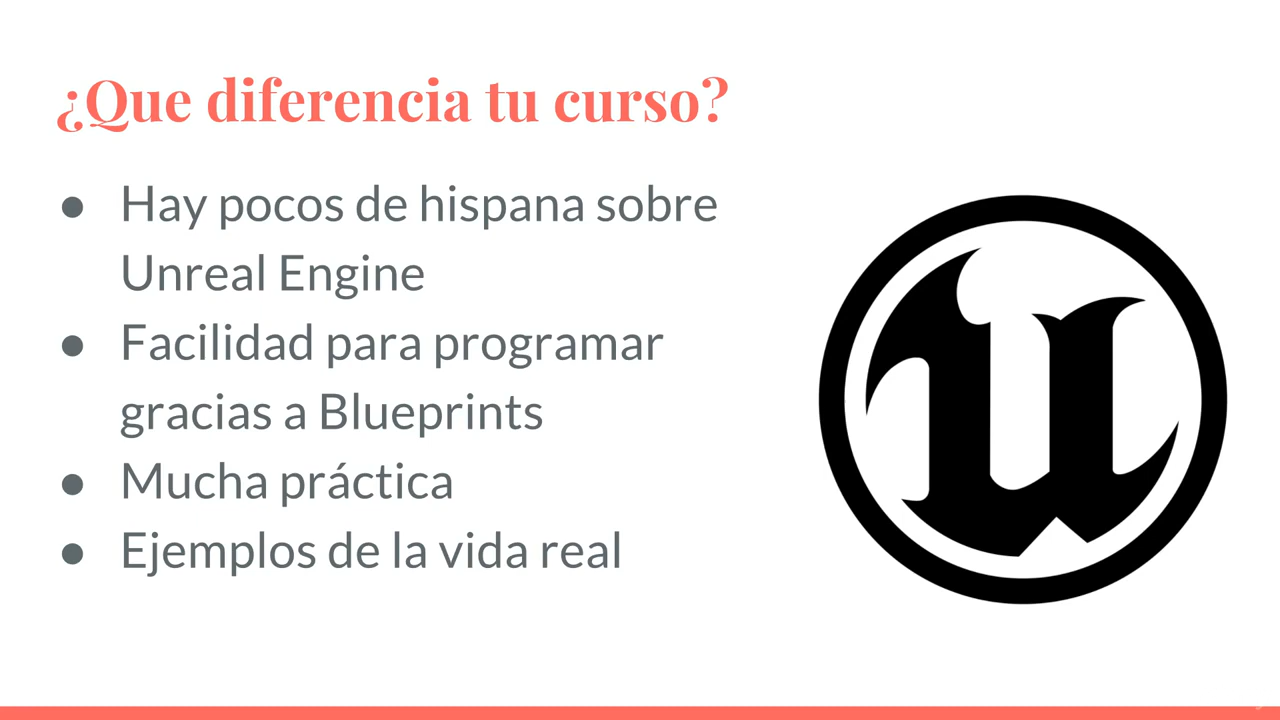 ¿Que diferencia tu curso?
● Hay pocos de hispana sobre
Unreal Engine
● Facilidad para programar
gracias a Blueprints
● Mucha práctica
● Ejemplos de la vida real